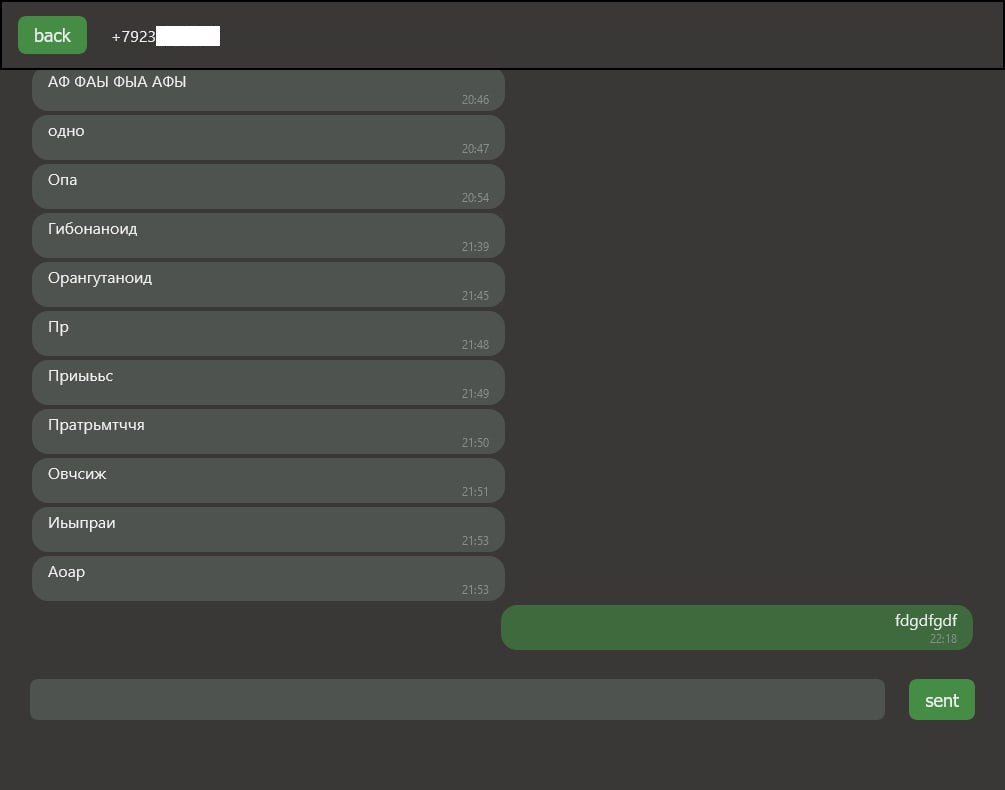 back +7923
АФ ФАЫ ФЫА АФЫ
20:46
одно
20:47
Опа
20:54
Гибонаноид
21:39
Орангутаноид
21:45
Пр
21:48
Приыььс
21:49
Пратрьмтччя
21:50
Овчсиж
21:51
Иьыпраи
21:53
Аоар
21:53
fdgdfgdf
22:18
sent